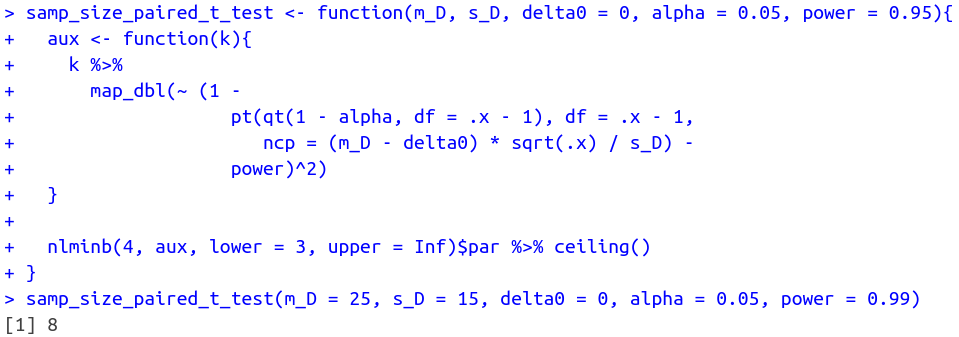 > samp_size_paired_t_test <- function(m_D, s_D, delta0 = 0, alpha = 0.05, power = 0.95){
+   aux <- function(k){
+     k %>%
+       map_dbl(~ (1 -
+                    pt(qt(1 - alpha, df = .x - 1), df = .x - 1,
+                       ncp = (m_D - delta0) * sqrt(.x) / s_D) -
+                    power)^2)
+   }
+
+   nlminb(4, aux, lower = 3, upper = Inf)$par %>% ceiling()
+ }
> samp_size_paired_t_test(m_D = 25, s_D = 15, delta0 = 0, alpha = 0.05, power = 0.99)
[1] 8